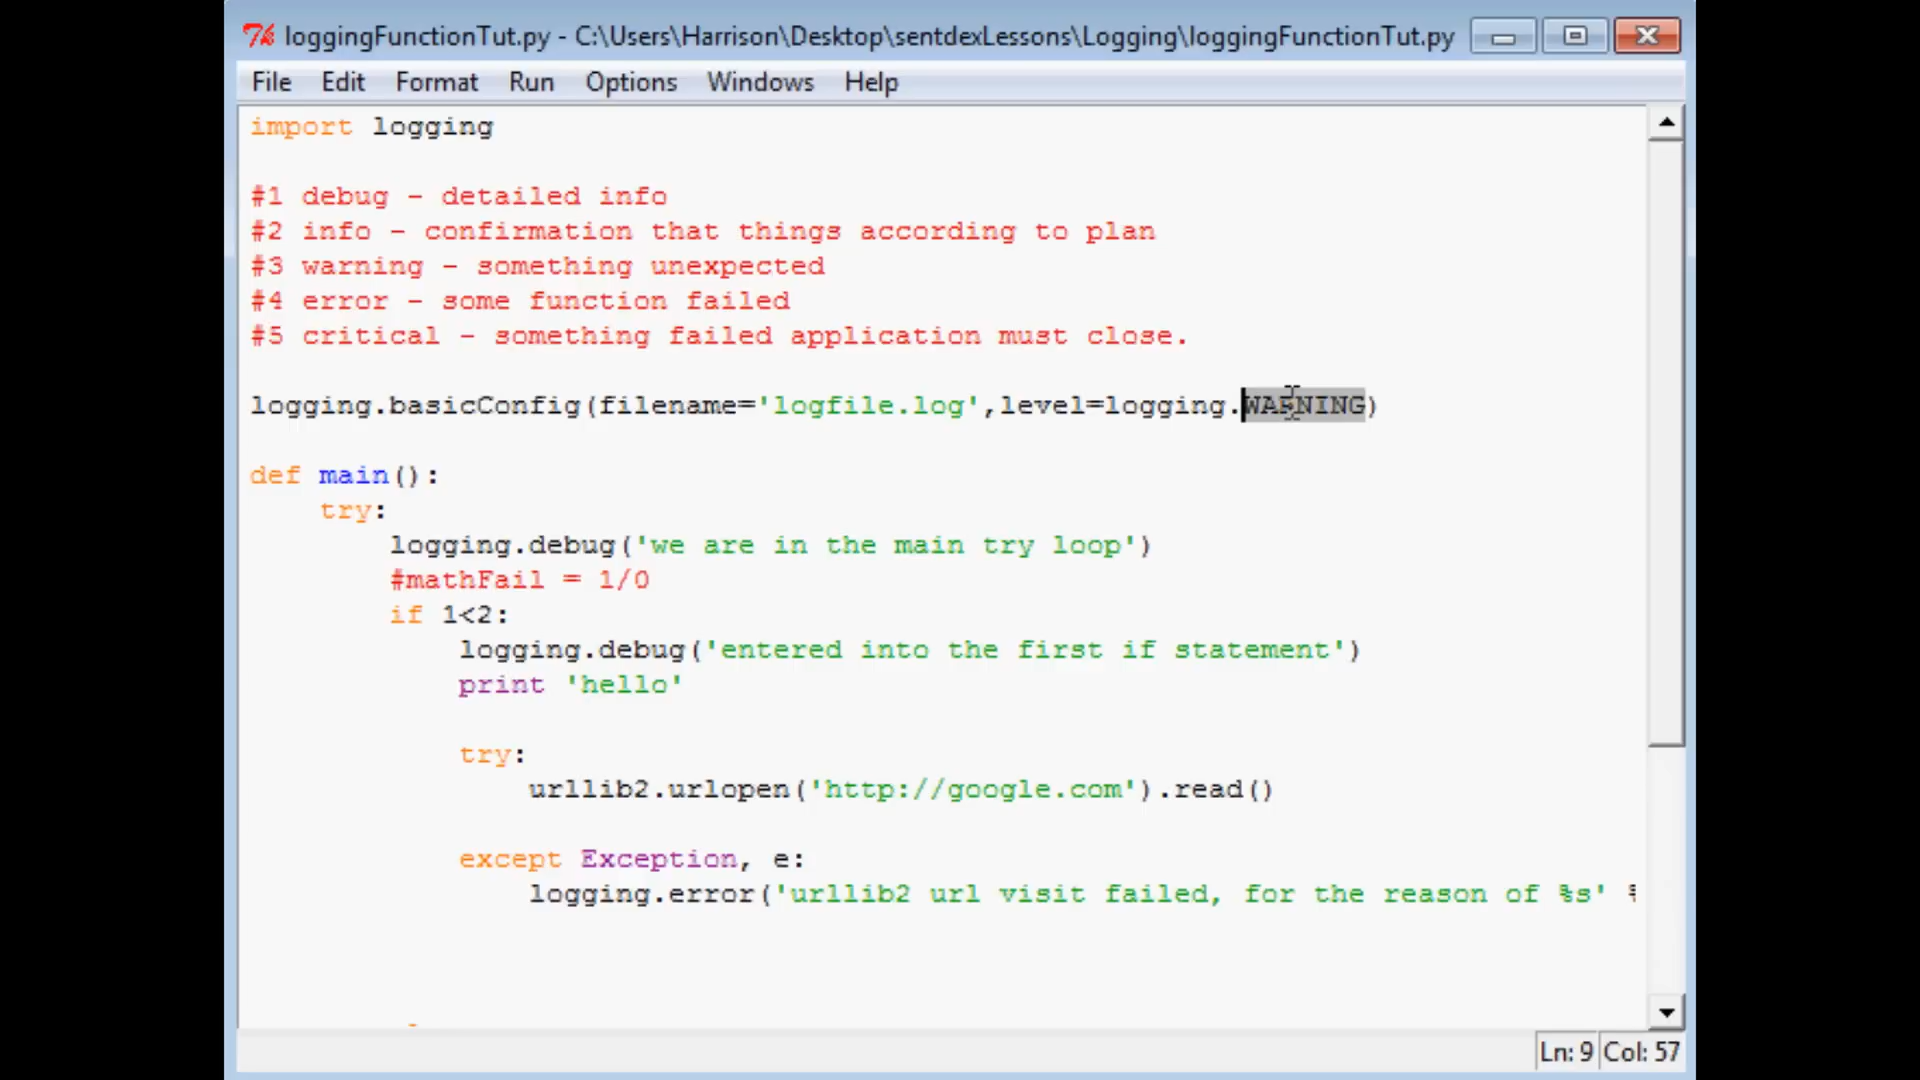 loggingFunctionTut.py - C:\Users\Harrison\Desktop\sentdexLessons\Logging\loggingFunctionTut.py
File Edit Format Run Options Windows Help
import logging
#1 debug - detailed info
#2 info - confirmation that things according to plan
#3 warning - something unexpected
#4 error - some function failed
#5 critical - something failed application must close.
logging.basicConfig(filename='logfile.log',level=logging.WARNING)
def main():
try:
logging.debug('we are in the main try loop')
#mathFail = 1/0
if 1<2:
logging.debug('entered into the first if statement')
print 'hello'
try:
urllib2.urlopen('http://google.com').read()
except Exception, e:
logging.error('urllib2 url visit failed, for the reason of %s'
Ln: 9 Col: 57